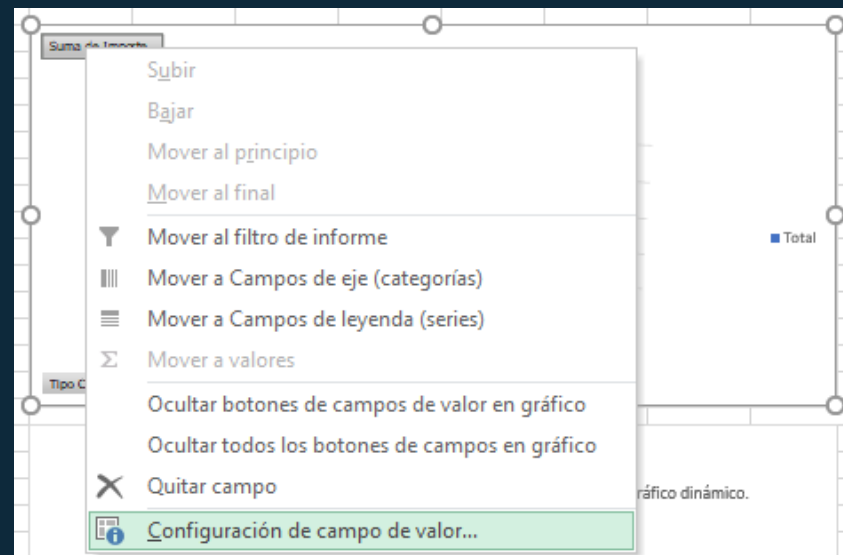 Suma de Importe
Subir
Bajar
Mover al principio
Mover al final
Mover al filtro de informe
Mover a Campos de eje (categorías)
Total
Mover a Campos de leyenda (series)
Σ Mover a valores
Tipo C
Ocultar botones de campos de valor en gráfico
Ocultar todos los botones de campos en gráfico
Quitar campo
ráfico dinámico.
Configuración de campo de valor...